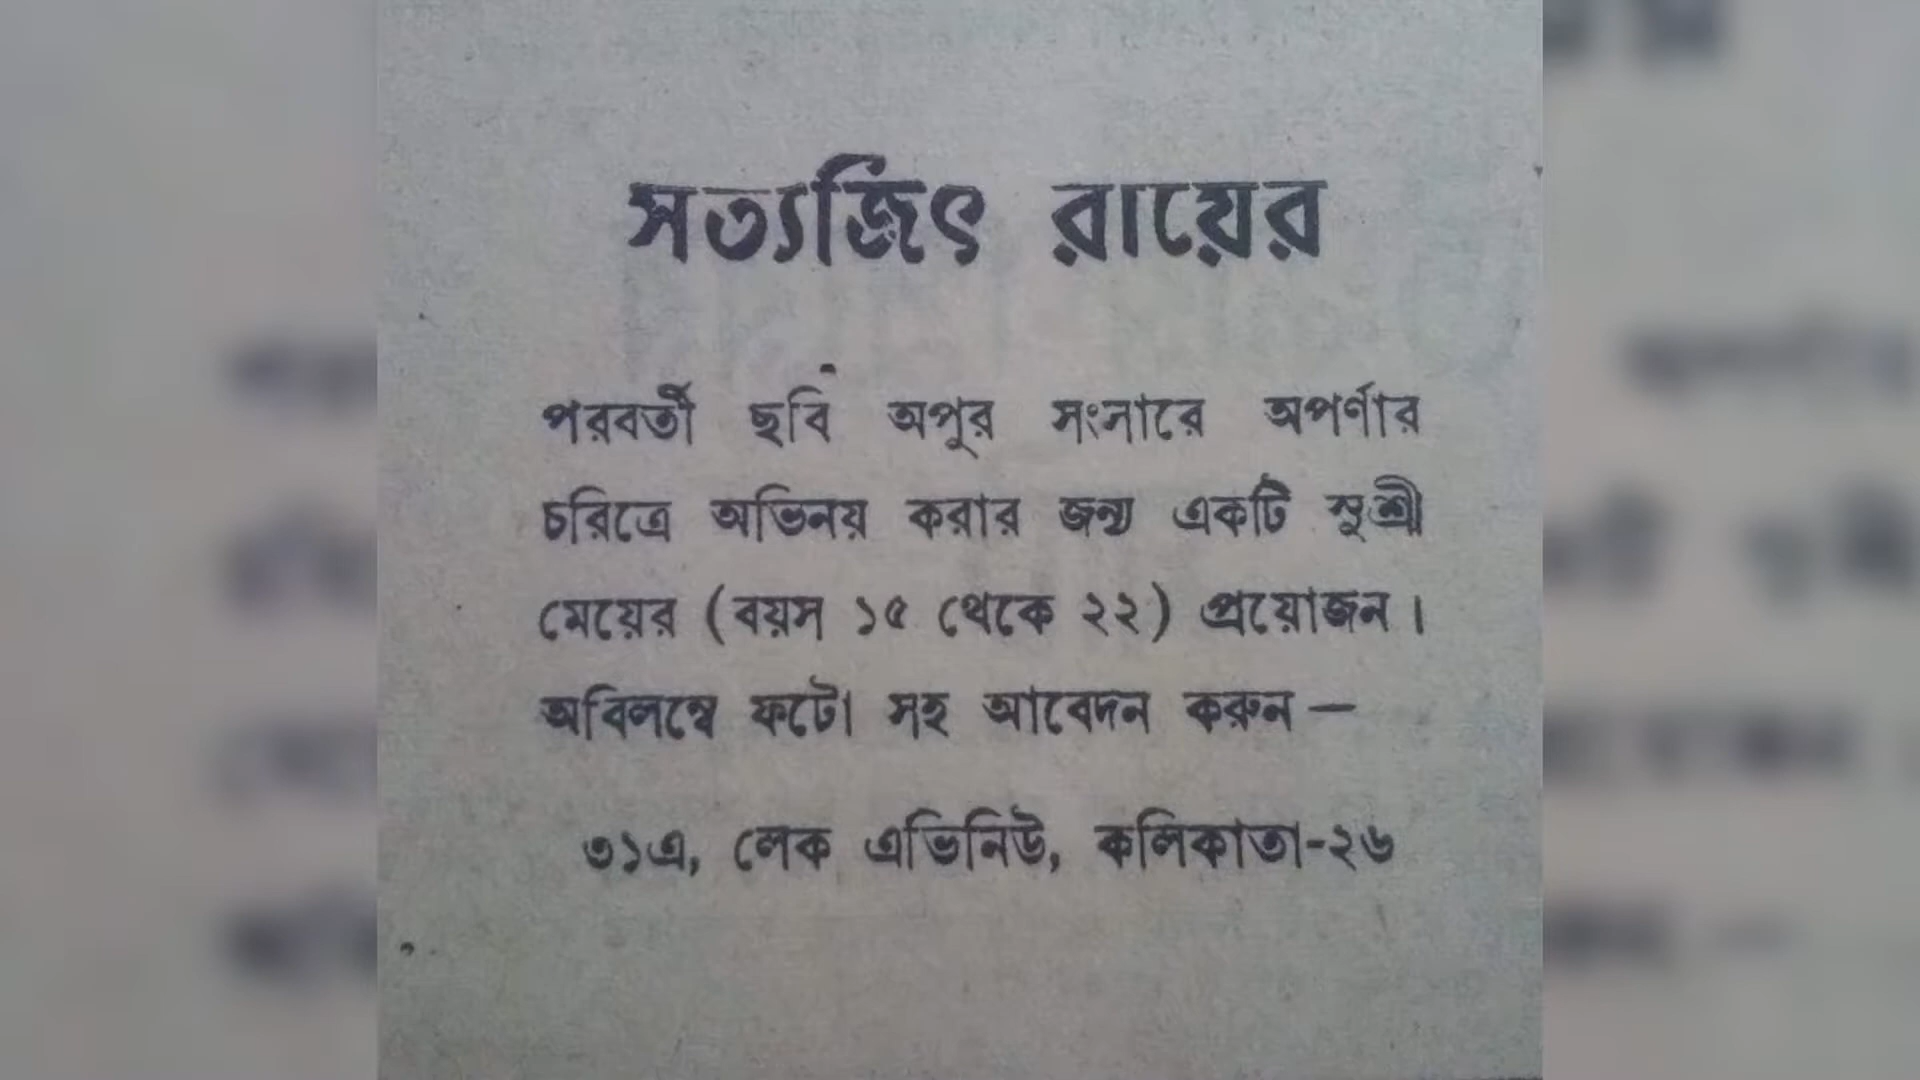 সত্যজিৎ রায়ের
পরবর্তী ছবি অপুর সংসারে অপর্ণার
চরিত্রে অভিনয় করার জন্য একটি সুশ্রী
মেয়ের (বয়স ১৫ থেকে ২২) প্রয়োজন।
অবিলম্বে ফটো সহ আবেদন করুন—
৩১এ, লেক এভিনিউ, কলিকাতা-২৬